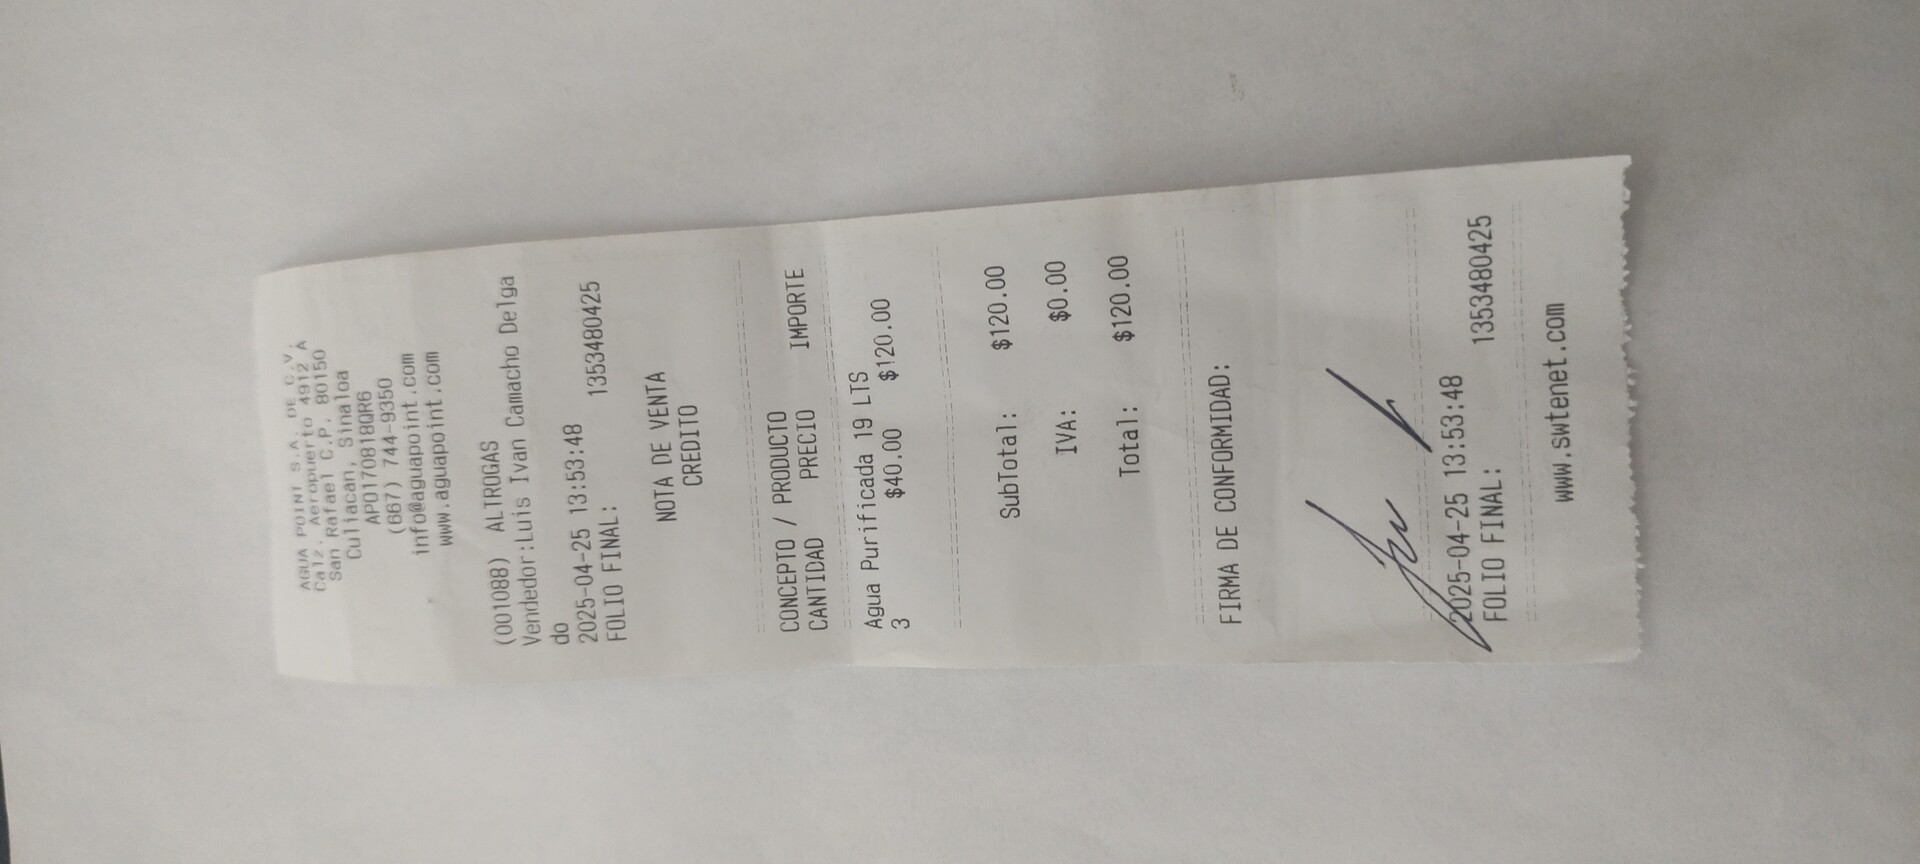 AGUA POINT S.A. DE C.V.
Calz. Aeropuerto 4912 A
San Rafael C.P. 80150
Culiacan, Sinaloa
APO170818QR6
(667) 744-9350
info@aguapoint.com
www.aguapoint.com
(001088) ALTROGAS
Vendedor:Luis Ivan Camacho Delga
do
2025-04-25 13:53:48
FOLIO FINAL: 1353480425
NOTA DE VENTA
CREDITO
CONCEPTO / PRODUCTO
CANTIDAD PRECIO IMPORTE
Agua Purificada 19 LTS
3 $40.00 $120.00
SubTotal: $120.00
IVA: $0.00
Total: $120.00
FIRMA DE CONFORMIDAD:
2025-04-25 13:53:48
FOLIO FINAL: 1353480425
www.swtenet.com